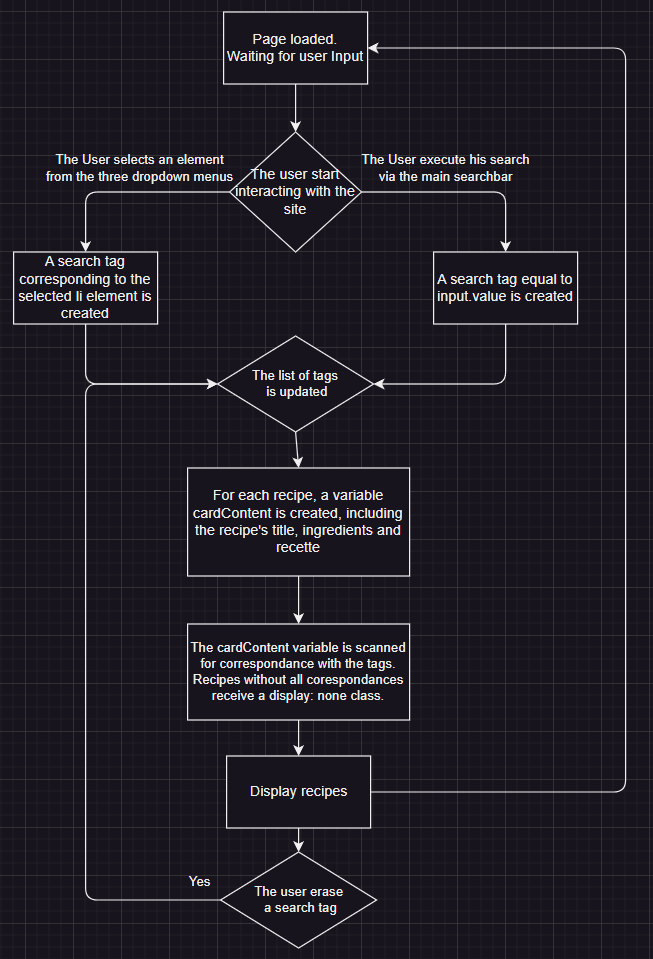 Page loaded.
Waiting for user Input
The User selects an element
from the three dropdown menus
The user start
interacting with the
site
The User execute his search
via the main searchbar
A search tag
corresponding to the
selected li element is
created
A search tag equal to
input.value is created
The list of tags
is updated
For each recipe, a variable
cardContent is created, including
the recipe's title, ingredients and
recette
The cardContent variable is scanned
for correspondance with the tags.
Recipes without all corespondances
receive a display: none class.
Display recipes
Yes
The user erase
a search tag